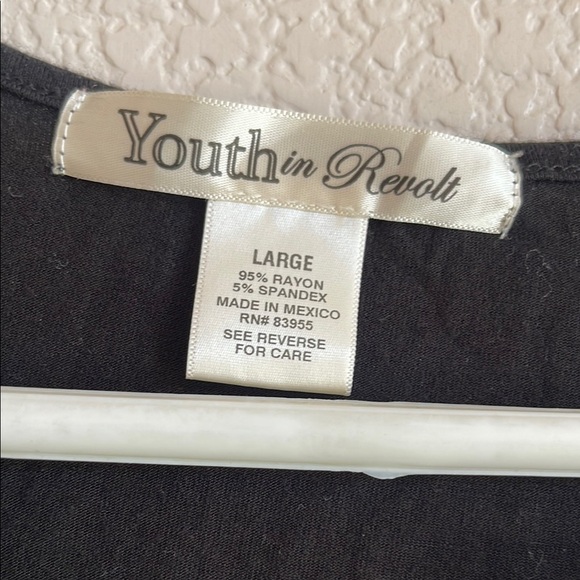 Youth in Revolt
LARGE
95% RAYON
5% SPANDEX
MADE IN MEXICO
RN# 83955
SEE REVERSE
FOR CARE